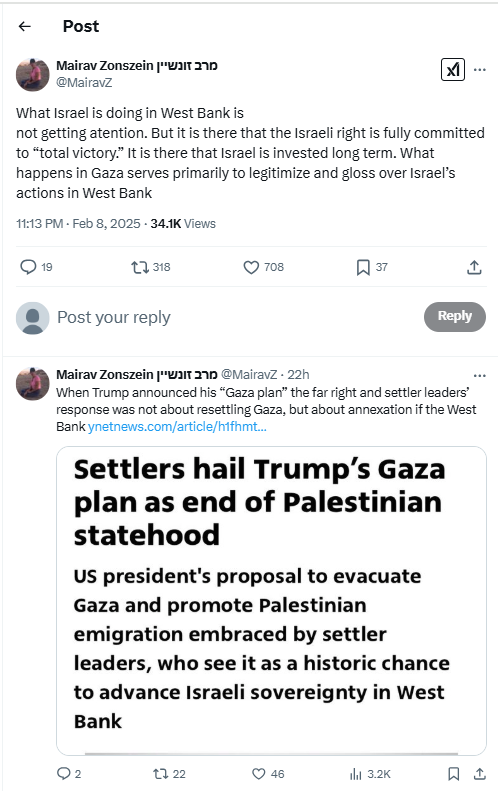 Post
Mairav Zonszein מרב זונשיין
@MairavZ
What Israel is doing in West Bank is
not getting atention. But it is there that the Israeli right is fully committed
to “total victory.” It is there that Israel is invested long term. What
happens in Gaza serves primarily to legitimize and gloss over Israel’s
actions in West Bank
11:13 PM · Feb 8, 2025 · 34.1K Views
19 318 708 37
Post your reply Reply
Mairav Zonszein מרב זונשיין @MairavZ · 22h
When Trump announced his “Gaza plan” the far right and settler leaders’
response was not about resettling Gaza, but about annexation if the West
Bank ynetnews.com/article/h1fhmt...
Settlers hail Trump’s Gaza
plan as end of Palestinian
statehood
US president's proposal to evacuate
Gaza and promote Palestinian
emigration embraced by settler
leaders, who see it as a historic chance
to advance Israeli sovereignty in West
Bank
2 22 46 3.2K